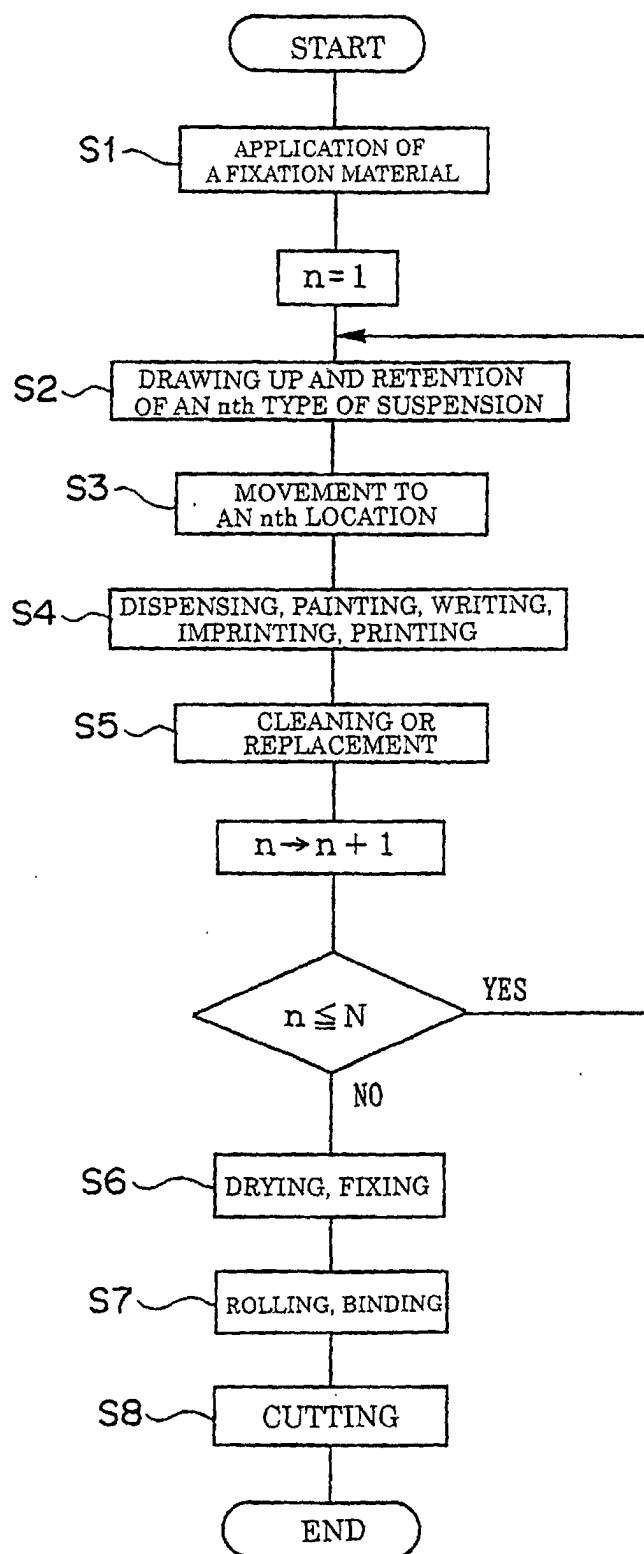 START
S1
APPLICATION OF
A FIXATION MATERIAL
n=1
S2
DRAWING UP AND RETENTION
OF AN nth TYPE OF SUSPENSION
S3
MOVEMENT TO
AN nth LOCATION
S4
DISPENSING, PAINTING, WRITING,
IMPRINTING, PRINTING
S5
CLEANING OR
REPLACEMENT
n→n+1
n≦N
YES
NO
S6
DRYING, FIXING
S7
ROLLING, BINDING
S8
CUTTING
END